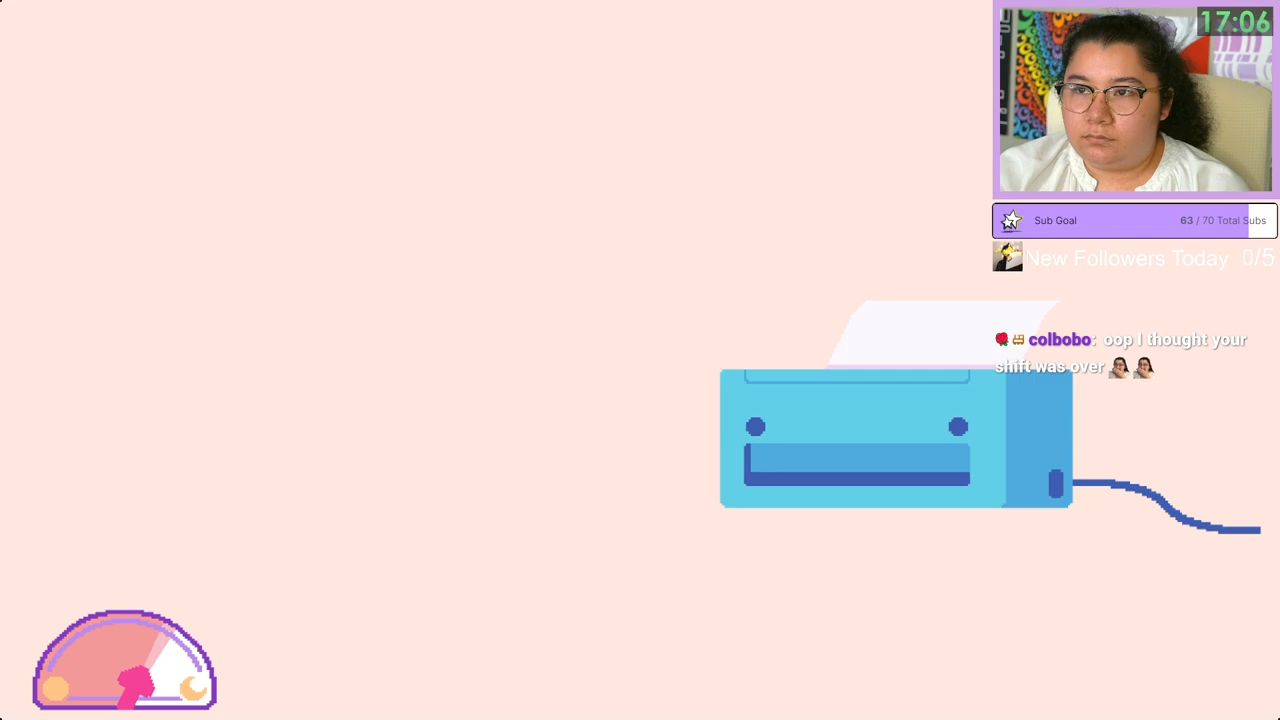 17:06
Sub Goal 63 / 70 Total Subs
New Followers Today 0/5
colbobo: oop I thought your
shift was over